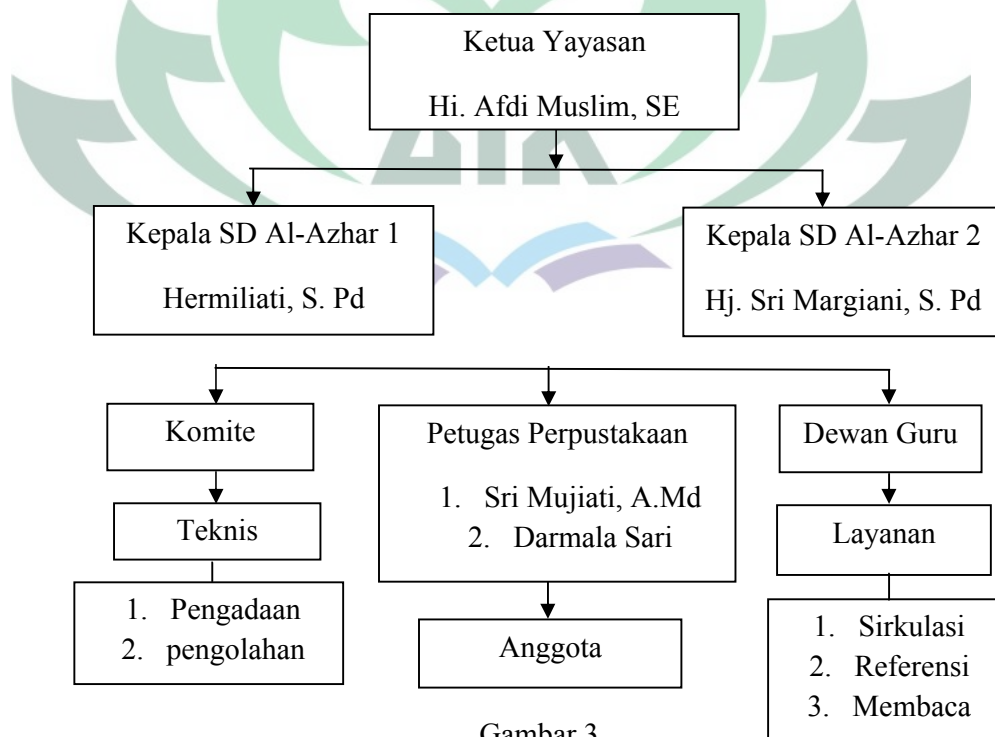 Ketua Yayasan
Hi. Afdi Muslim, SE
Kepala SD Al-Azhar 1
Hermiliati, S. Pd
Kepala SD Al-Azhar 2
Hj. Sri Margiani, S. Pd
Komite
Petugas Perpustakaan
1. Sri Mujiati, A.Md
2. Darmala Sari
Dewan Guru
Teknis
Layanan
1. Pengadaan
2. pengolahan
Anggota
1. Sirkulasi
2. Referensi
3. Membaca
Gambar 3